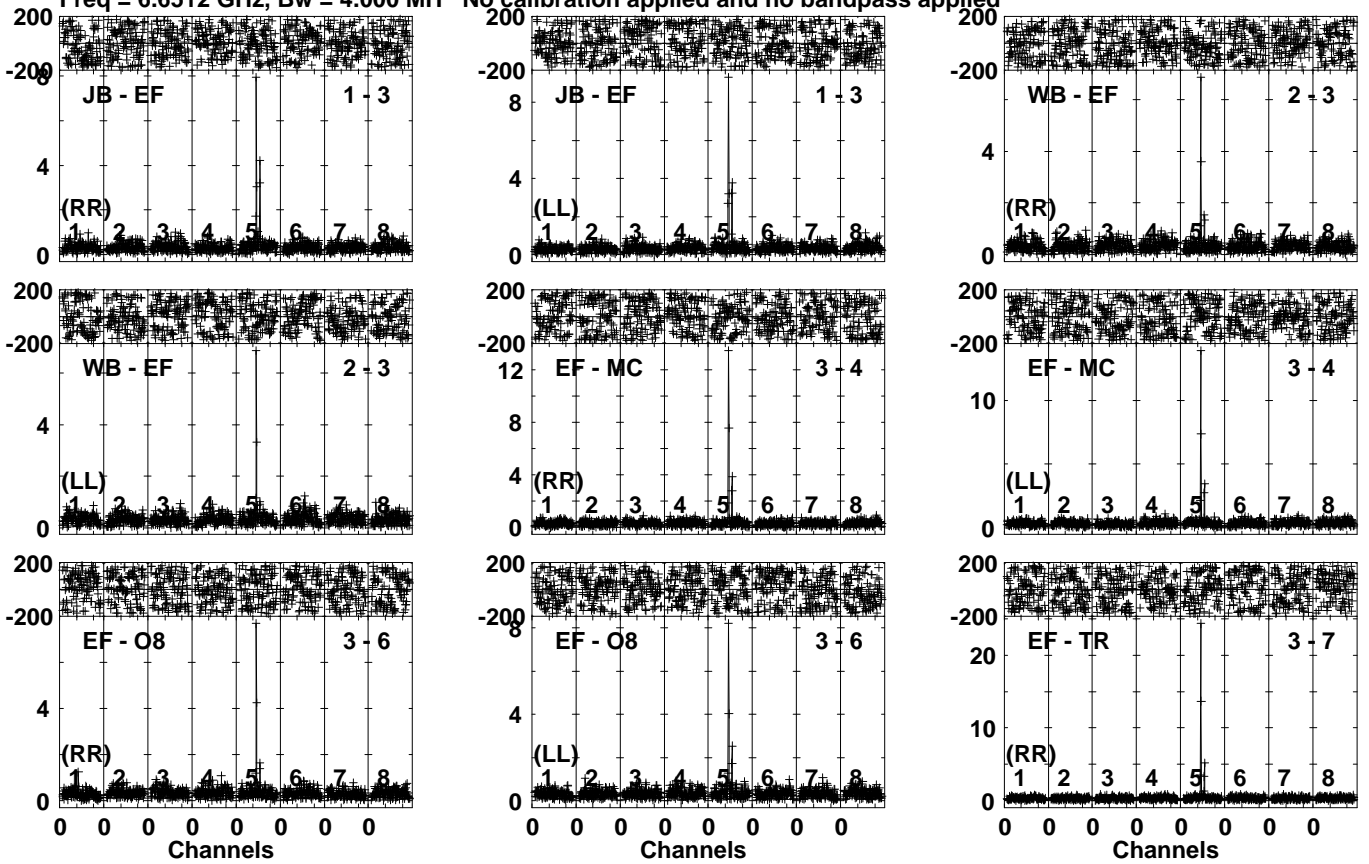 Freq = 6.6512 GHz, Bw = 4.000 MH No calibration applied and no bandpass applied
200 200 200
-200 -200 -200
8
JB - EF 1 - 3 JB - EF 1 - 3 WB - EF 2 - 3
8
4 4 4
(RR) (LL) (RR)
1 2 3 4 5 6 7 8 1 2 3 4 5 6 7 8 1 2 3 4 5 6 7 8
0 0 0
200 200 200
-200 -200 -200
WB - EF 2 - 3 EF - MC 3 - 4 EF - MC 3 - 4
12
10
4 8
4
(LL) (RR) (LL)
1 2 3 4 5 6 7 8 1 2 3 4 5 6 7 8 1 2 3 4 5 6 7 8
0 0 0
200 200 200
-200 -200 -200
8
EF - O8 3 - 6 EF - O8 3 - 6 EF - TR 3 - 7
20
4 4 10
(RR) (LL) (RR)
1 2 3 4 5 6 7 8 1 2 3 4 5 6 7 8 1 2 3 4 5 6 7 8
0 0 0
0 0 0 0 0 0 0 0 0 0 0 0 0 0 0 0 0 0 0 0 0 0 0 0
Channels Channels Channels